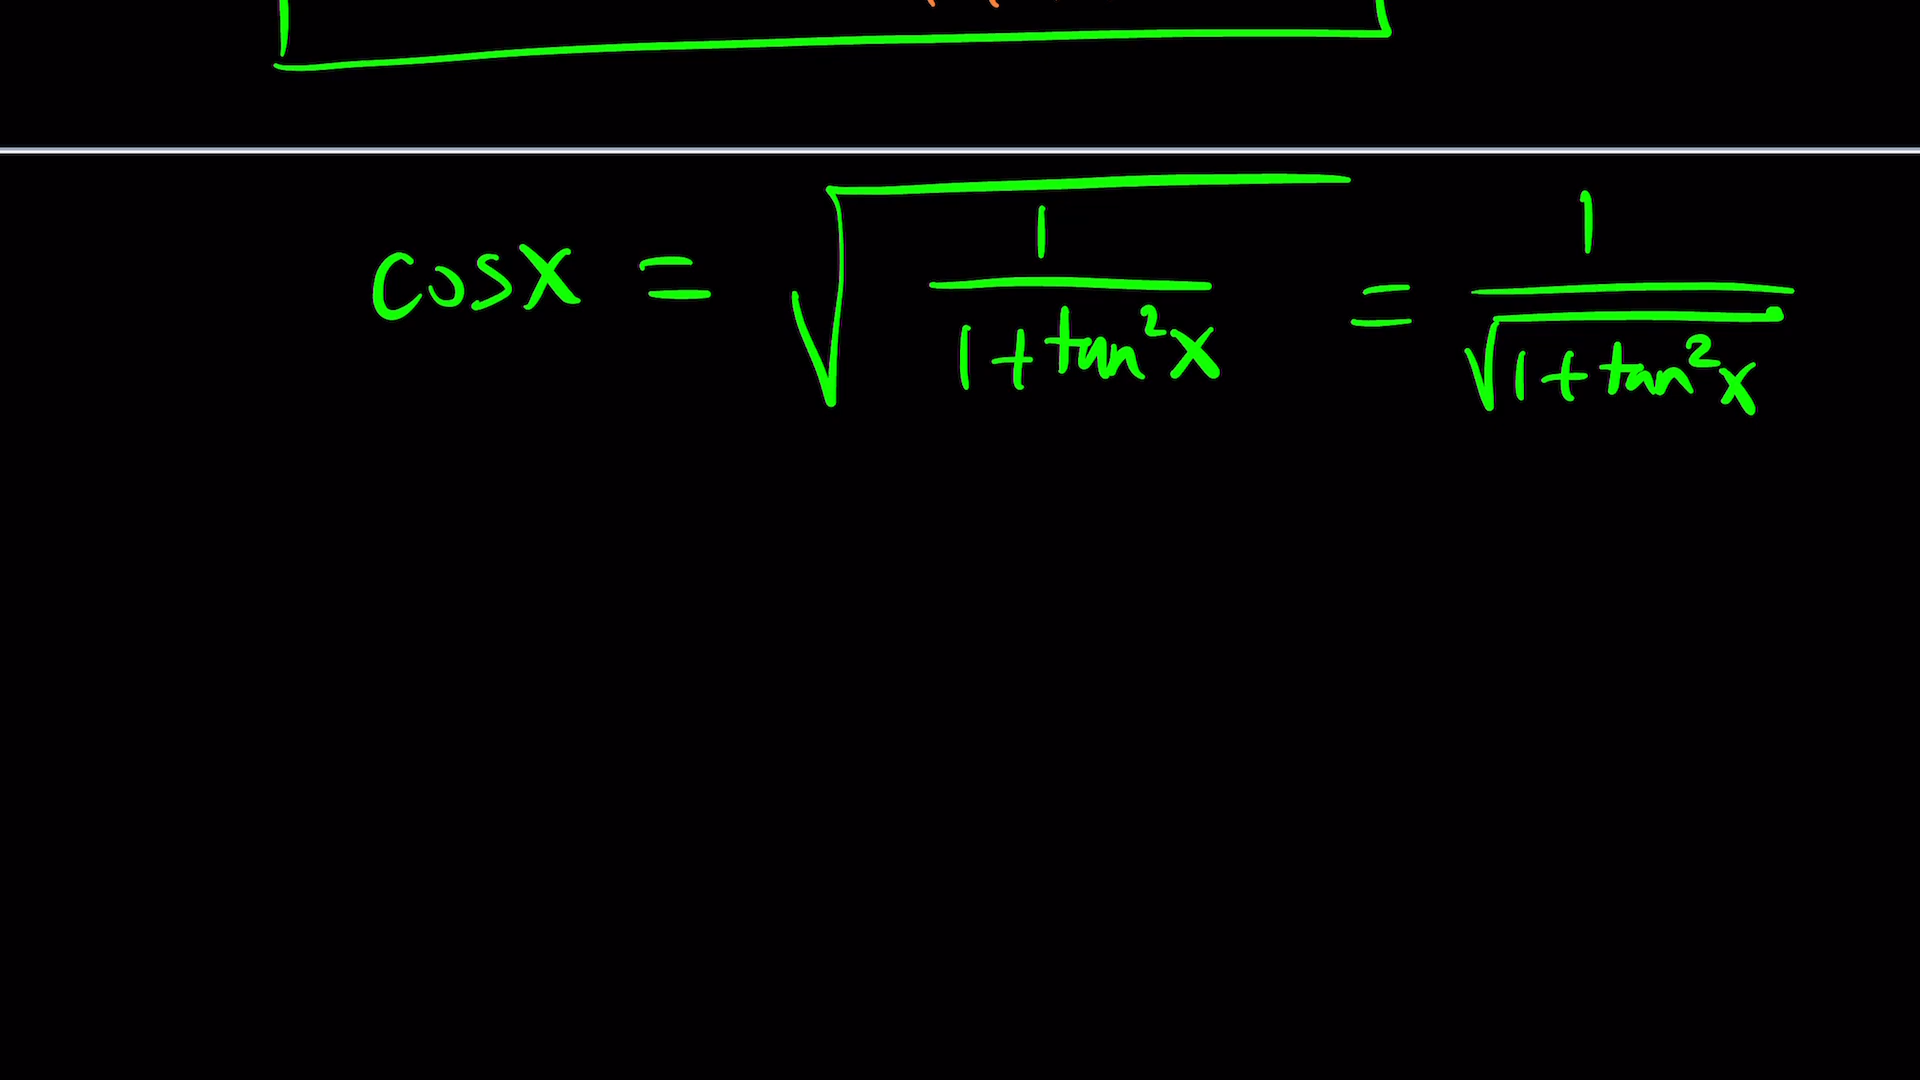 cosx = √(1/(1+tan²x)) = 1/√(1+tan²x)